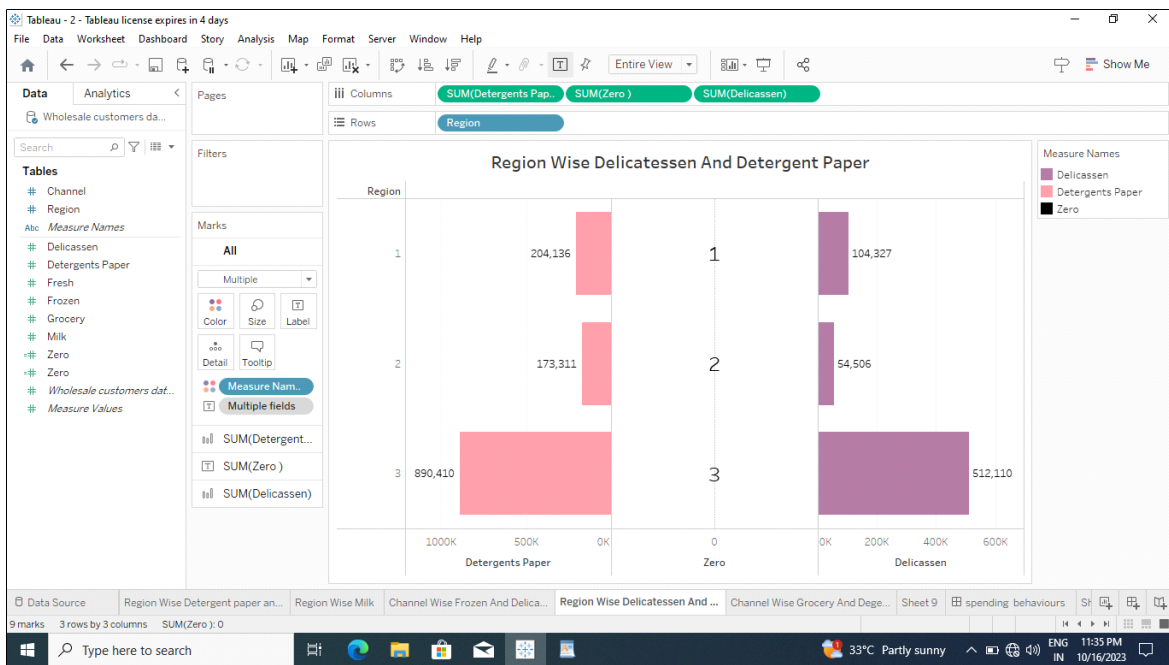 Tableau - 2 - Tableau license expires in 4 days
File Data Worksheet Dashboard Story Analysis Map Format Server Window Help
Entire View
Show Me
Data Analytics
Wholesale customers da...
Search
Tables
# Channel
# Region
Abc Measure Names
# Delicassen
# Detergents Paper
# Fresh
# Frozen
# Grocery
# Milk
=# Zero
=# Zero
# Wholesale customers dat...
# Measure Values
Pages
Filters
Marks
All
Multiple
Color Size Label
Detail Tooltip
Measure Nam..
Multiple fields
SUM(Detergent...
SUM(Zero )
SUM(Delicassen)
Columns SUM(Detergents Pap.. SUM(Zero ) SUM(Delicassen)
Rows Region
Region Wise Delicatessen And Detergent Paper
Region
1 204,136 1 104,327
2 173,311 2 54,506
3 890,410 3 512,110
1000K 500K 0K 0 0K 200K 400K 600K
Detergents Paper Zero Delicassen
Measure Names
Delicassen
Detergents Paper
Zero
Data Source Region Wise Detergent paper an... Region Wise Milk Channel Wise Frozen And Delica... Region Wise Delicatessen And ... Channel Wise Grocery And Dege... Sheet 9 spending behaviours Sh
9 marks 3 rows by 3 columns SUM(Zero ): 0
Type here to search
33°C Partly sunny
ENG 11:35 PM
IN 10/16/2023